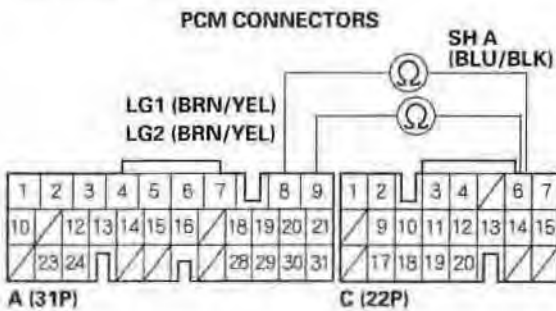 PCM CONNECTORS
SH A
(BLU/BLK)
Ω
LG1 (BRN/YEL)
Ω
LG2 (BRN/YEL)
1 2 3 4 5 6 7 8 9 1 2 3 4 6 7
10 12 13 14 15 16 18 19 20 21 9 10 11 12 13 14 15
23 24 28 29 30 31 17 18 19 20
A (31P) C (22P)